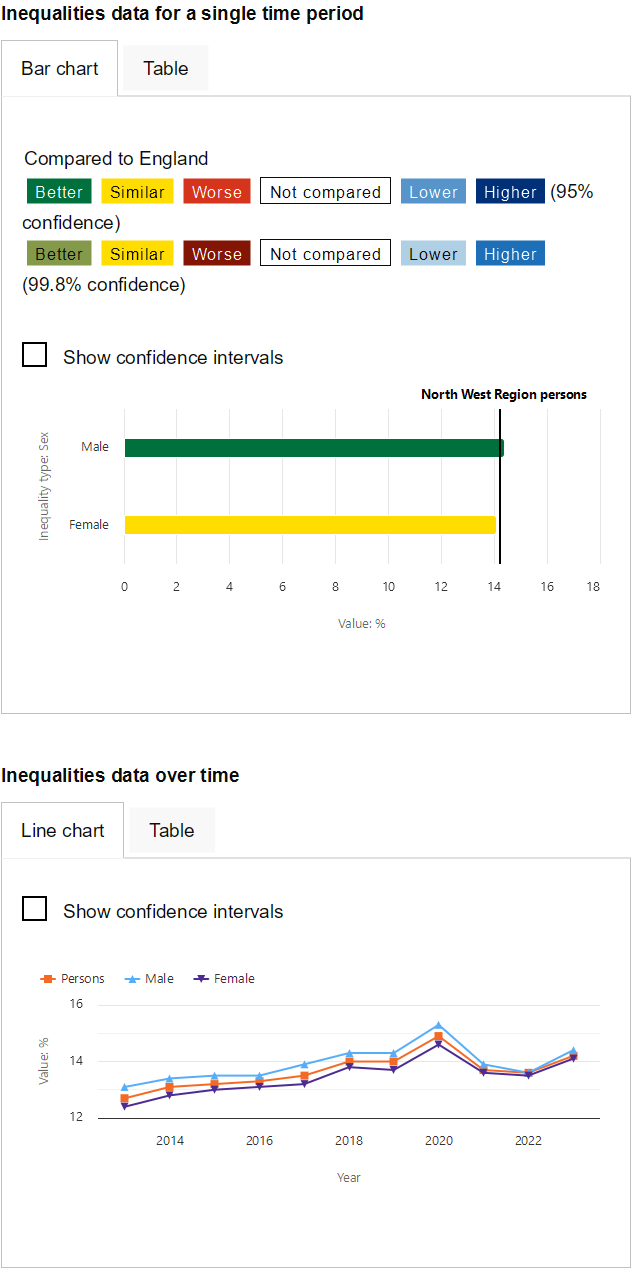 Inequalities data for a single time period
Bar chart
Table
Compared to England
Better Similar Worse Not compared Lower Higher (95%
confidence)
Better Similar Worse Not compared Lower Higher
(99.8% confidence)
Show confidence intervals
North West Region persons
Inequality type: Sex
Male
Female
0 2 4 6 8 10 12 14 16 18
Value: %
Inequalities data over time
Line chart
Table
Show confidence intervals
Persons Male Female
16
Value: %
14
12
2014 2016 2018 2020 2022
Year